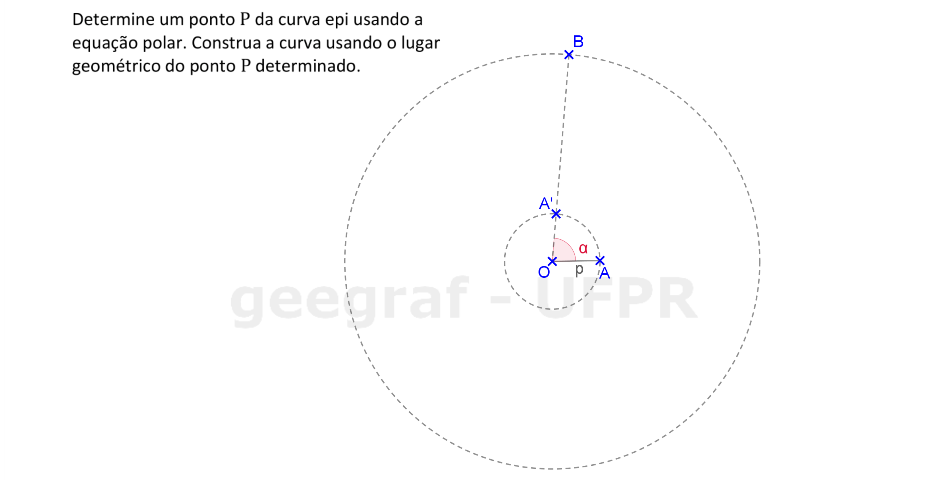 Determine um ponto P da curva epi usando a
equação polar. Construa a curva usando o lugar
geométrico do ponto P determinado.
B
A'
α
O
p
A
geegraf - UFPR